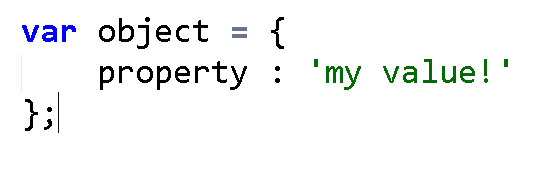 var object = {
    property : 'my value!'
};